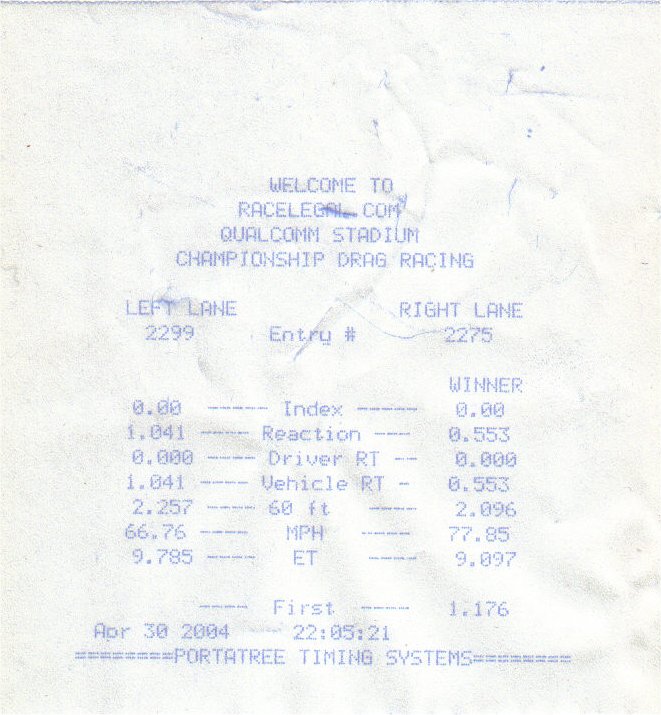 WELCOME TO
RACELEGAL.COM
QUALCOMM STADIUM
CHAMPIONSHIP DRAG RACING
LEFT LANE RIGHT LANE
2299 Entry # 2275
WINNER
0.00 ----- Index ----- 0.00
1.041 ---- Reaction --- 0.553
0.000 ---- Driver RT -- 0.000
1.041 ---- Vehicle RT - 0.553
2.257 ---- 60 ft ---- 2.096
66.76 ---- MPH ---- 77.85
9.785 ---- ET ---- 9.097
---- First ---- 1.176
Apr 30 2004 --- 22:05:21
========PORTATREE TIMING SYSTEMS========